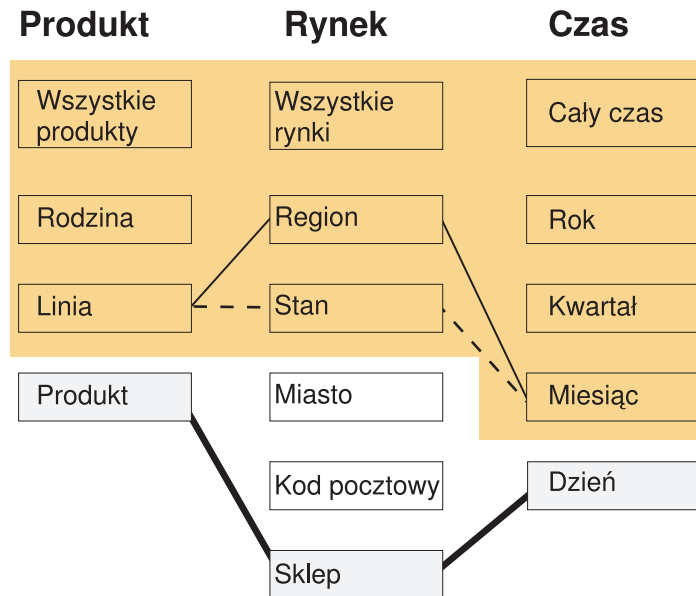 Produkt
Rynek
Czas
Wszystkie
produkty
Wszystkie
rynki
Cały czas
Rodzina
Region
Rok
Linia
Stan
Kwartał
Produkt
Miasto
Miesiąc
Kod pocztowy
Dzień
Sklep